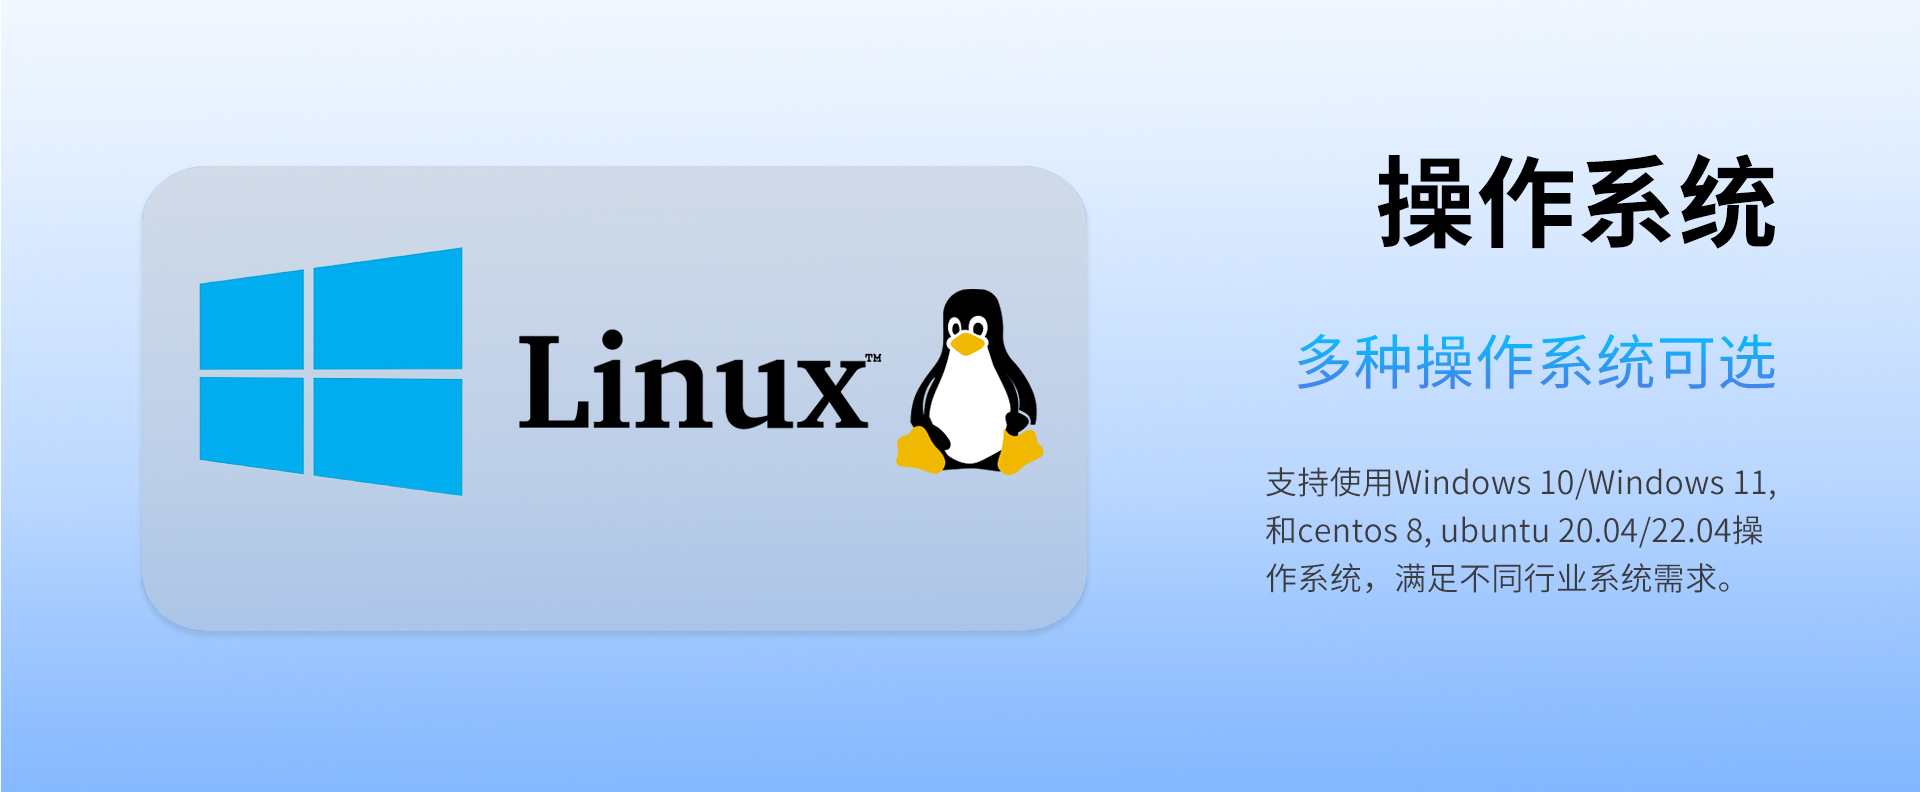 Linux™
操作系统
多种操作系统可选
支持使用Windows 10/Windows 11,
和centos 8, ubuntu 20.04/22.04操
作系统，满足不同行业系统需求。